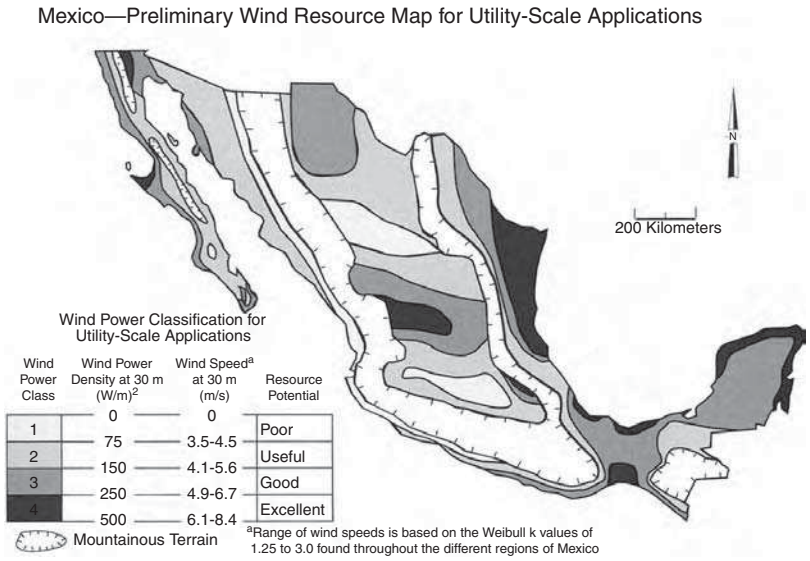 Mexico—Preliminary Wind Resource Map for Utility-Scale Applications
N
200 Kilometers
Wind Power Classification for
Utility-Scale Applications
Wind Power Class
Wind Power Density at 30 m (W/m)2
Wind Speeda at 30 m (m/s)
Resource Potential
0 0
1 Poor
75 3.5-4.5
2 Useful
150 4.1-5.6
3 Good
250 4.9-6.7
4 Excellent
500 6.1-8.4
Mountainous Terrain
aRange of wind speeds is based on the Weibull k values of
1.25 to 3.0 found throughout the different regions of Mexico